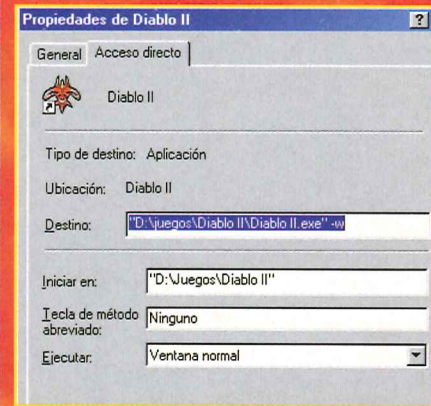 Propiedades de Diablo II
?
General Acceso directo
Diablo II
Tipo de destino: Aplicación
Ubicación: Diablo II
Destino: "D:\juegos\Diablo II\Diablo II.exe" -w
Iniciar en: "D:\Juegos\Diablo II"
Tecla de método abreviado: Ninguno
Ejecutar: Ventana normal